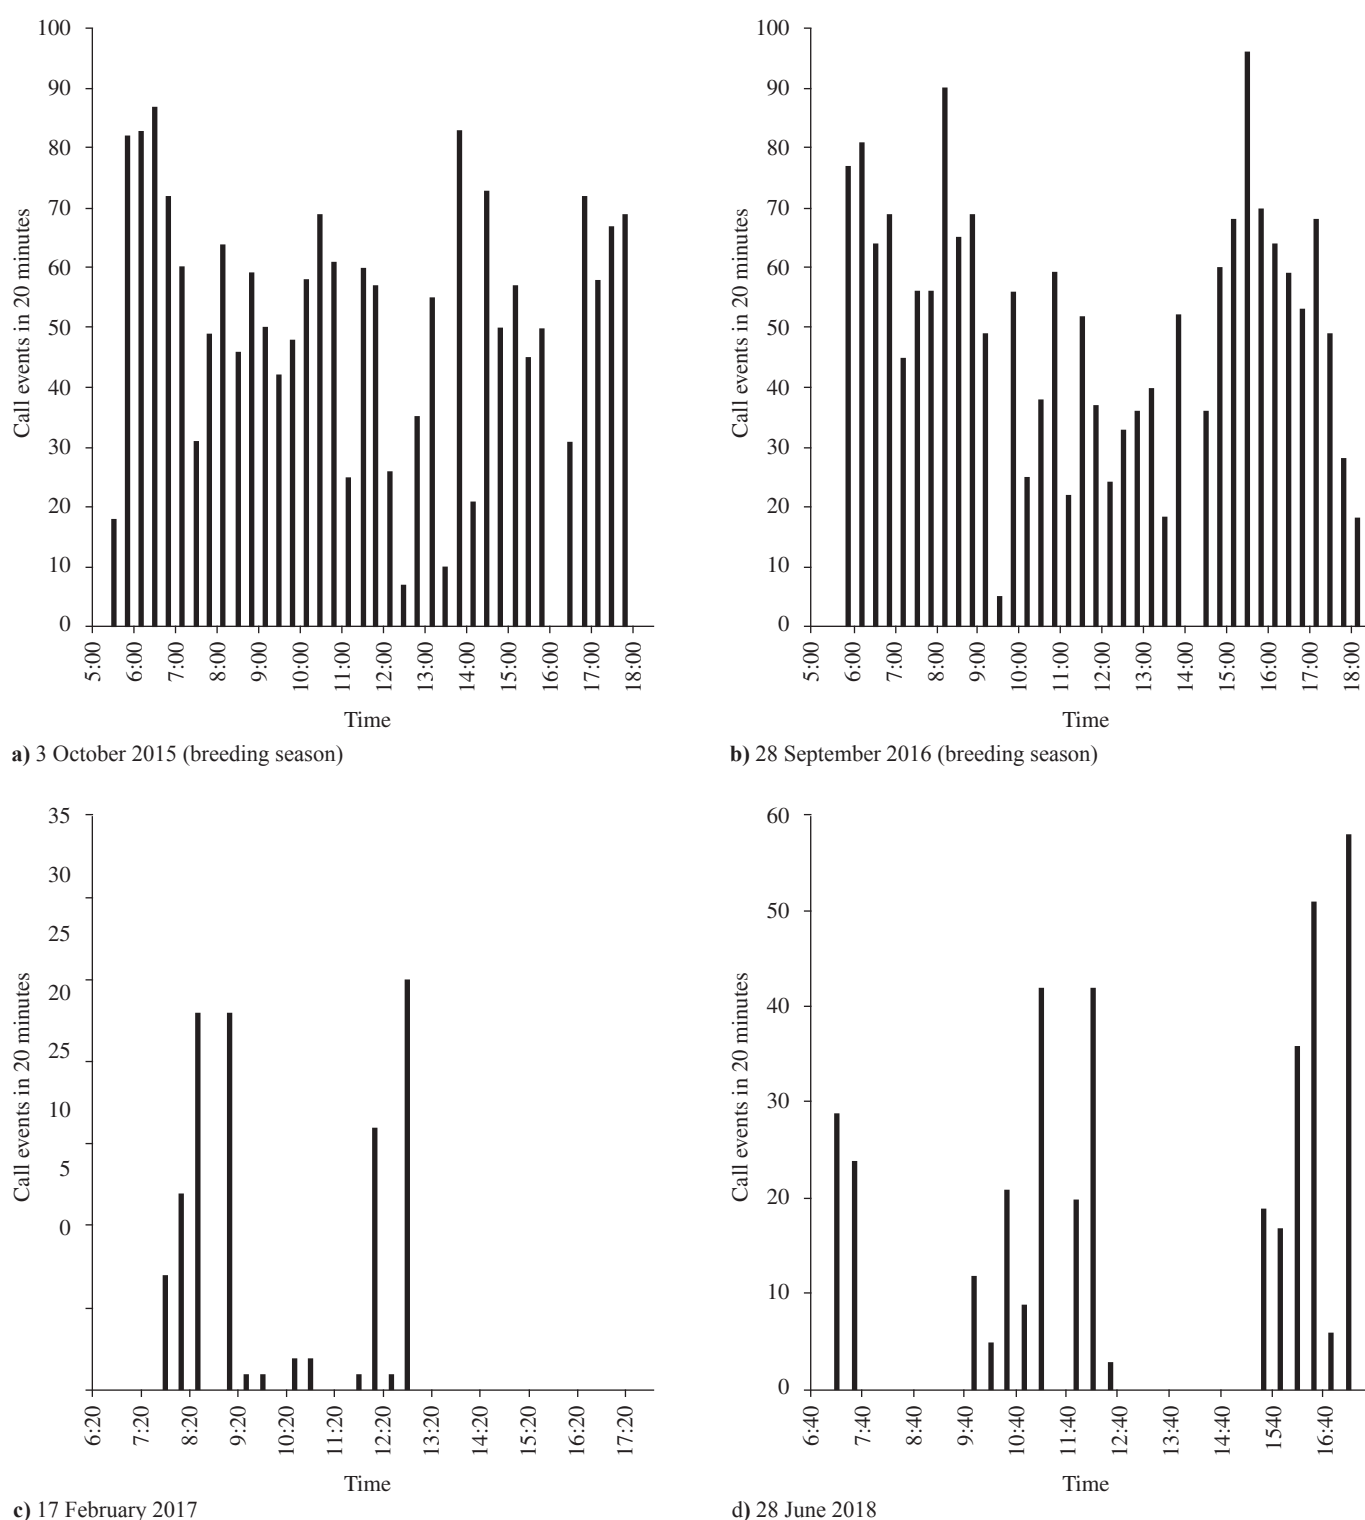 100
90
80
70
60
50
40
30
20
10
0
Call events in 20 minutes
5:00 6:00 7:00 8:00 9:00 10:00 11:00 12:00 13:00 14:00 15:00 16:00 17:00 18:00
Time
a) 3 October 2015 (breeding season)
100
90
80
70
60
50
40
30
20
10
0
Call events in 20 minutes
5:00 6:00 7:00 8:00 9:00 10:00 11:00 12:00 13:00 14:00 15:00 16:00 17:00 18:00
Time
b) 28 September 2016 (breeding season)
35
30
25
20
25
10
5
0
Call events in 20 minutes
6:20 7:20 8:20 9:20 10:20 11:20 12:20 13:20 14:20 15:20 16:20 17:20
Time
c) 17 February 2017
60
50
40
30
20
10
0
Call events in 20 minutes
6:40 7:40 8:40 9:40 10:40 11:40 12:40 13:40 14:40 15:40 16:40
Time
d) 28 June 2018